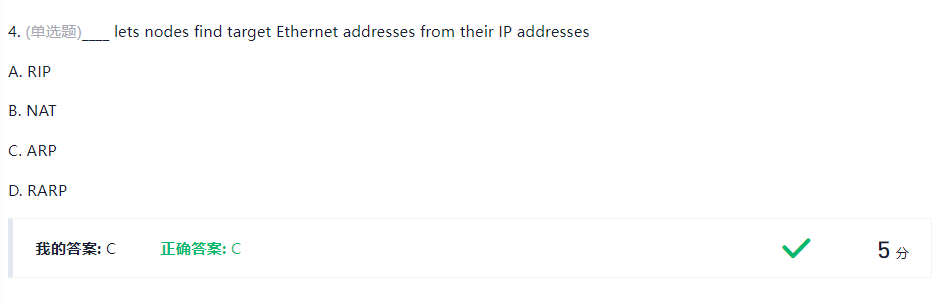 4. (单选题)____ lets nodes find target Ethernet addresses from their IP addresses
A. RIP
B. NAT
C. ARP
D. RARP
我的答案: C 正确答案: C 5 分